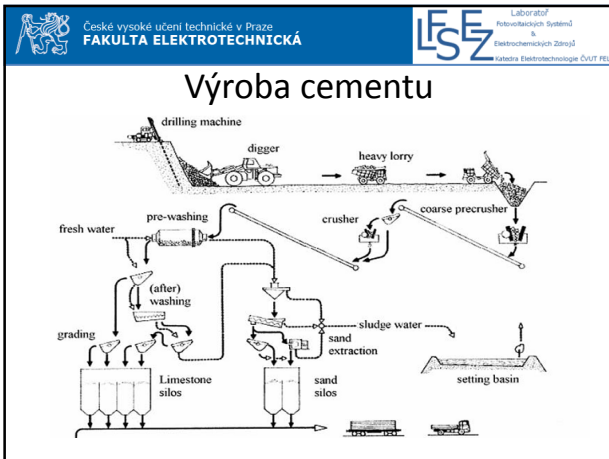 České vysoké učení technické v Praze
FAKULTA ELEKTROTECHNICKÁ
LFSEZ
Laboratoř
Fotovoltaických Systémů
&
Elektrochemických Zdrojů
Katedra Elektrotechnologie ČVUT FEL
Výroba cementu
drilling machine
digger
heavy lorry
pre-washing
crusher
coarse precrusher
fresh water
(after)
washing
grading
sludge water
sand
extraction
Limestone
silos
sand
silos
setting basin